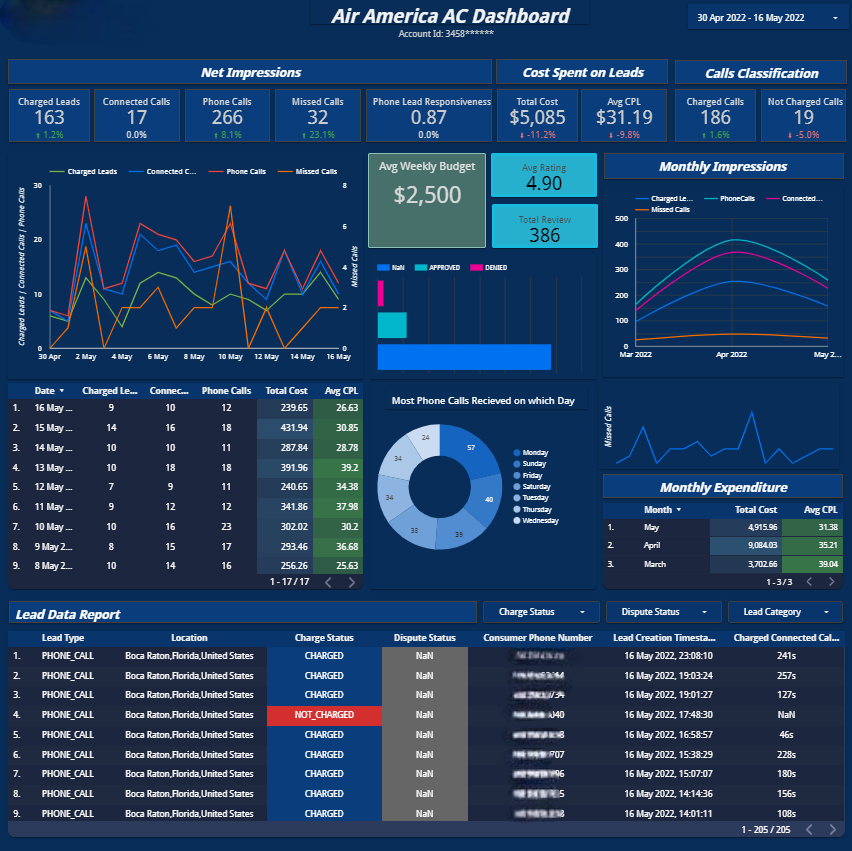 Air America AC Dashboard
Account Id: 3458******
30 Apr 2022 - 16 May 2022
Net Impressions
Cost Spent on Leads
Calls Classification
Charged Leads
163
1.2%
Connected Calls
17
0.0%
Phone Calls
266
8.1%
Missed Calls
32
23.1%
Phone Lead Responsiveness
0.87
0.0%
Total Cost
$5,085
-11.2%
Avg CPL
$31.19
-9.8%
Charged Calls
186
1.6%
Not Charged Calls
19
-5.0%
Charged Leads Connected C... Phone Calls Missed Calls
Charged Leads | Connected Calls | Phone Calls
30
20
10
0
8
6
4
2
0
Missed Calls
30 Apr 2 May 4 May 6 May 8 May 10 May 12 May 14 May 16 May
Avg Weekly Budget
$2,500
Avg Rating
4.90
Total Review
386
NaN APPROVED DENIED
Monthly Impressions
Charged Le... PhoneCalls Connected...
Missed Calls
500
400
300
200
100
0
Mar 2022 Apr 2022 May 2...
Date Charged Le... Connec... Phone Calls Total Cost Avg CPL
1. 16 May ... 9 10 12 239.65 26.63
2. 15 May ... 14 16 18 431.94 30.85
3. 14 May ... 10 10 11 287.84 28.78
4. 13 May ... 10 18 18 391.96 39.2
5. 12 May ... 7 9 11 240.65 34.38
6. 11 May ... 9 12 12 341.86 37.98
7. 10 May ... 10 16 23 302.02 30.2
8. 9 May 2... 8 15 17 293.46 36.68
9. 8 May 2... 10 14 16 256.26 25.63
1 - 17 / 17
Most Phone Calls Recieved on which Day
57
40
39
38
34
34
24
Monday
Sunday
Friday
Saturday
Tuesday
Thursday
Wednesday
Missed Calls
Monthly Expenditure
Month Total Cost Avg CPL
1. May 4,915.96 31.38
2. April 9,084.03 35.21
3. March 3,702.66 39.04
1 - 3 / 3
Lead Data Report
Charge Status
Dispute Status
Lead Category
Lead Type Location Charge Status Dispute Status Consumer Phone Number Lead Creation Timesta... Charged Connected Cal...
1. PHONE_CALL Boca Raton,Florida,United States CHARGED NaN 16 May 2022, 23:08:10 241s
2. PHONE_CALL Boca Raton,Florida,United States CHARGED NaN 16 May 2022, 19:03:24 257s
3. PHONE_CALL Boca Raton,Florida,United States CHARGED NaN 16 May 2022, 19:01:27 127s
4. PHONE_CALL Boca Raton,Florida,United States NOT_CHARGED NaN 16 May 2022, 17:48:30 NaN
5. PHONE_CALL Boca Raton,Florida,United States CHARGED NaN 16 May 2022, 16:58:57 46s
6. PHONE_CALL Boca Raton,Florida,United States CHARGED NaN 16 May 2022, 15:38:29 228s
7. PHONE_CALL Boca Raton,Florida,United States CHARGED NaN 16 May 2022, 15:07:07 180s
8. PHONE_CALL Boca Raton,Florida,United States CHARGED NaN 16 May 2022, 14:14:36 156s
9. PHONE_CALL Boca Raton,Florida,United States CHARGED NaN 16 May 2022, 14:01:11 108s
1 - 205 / 205